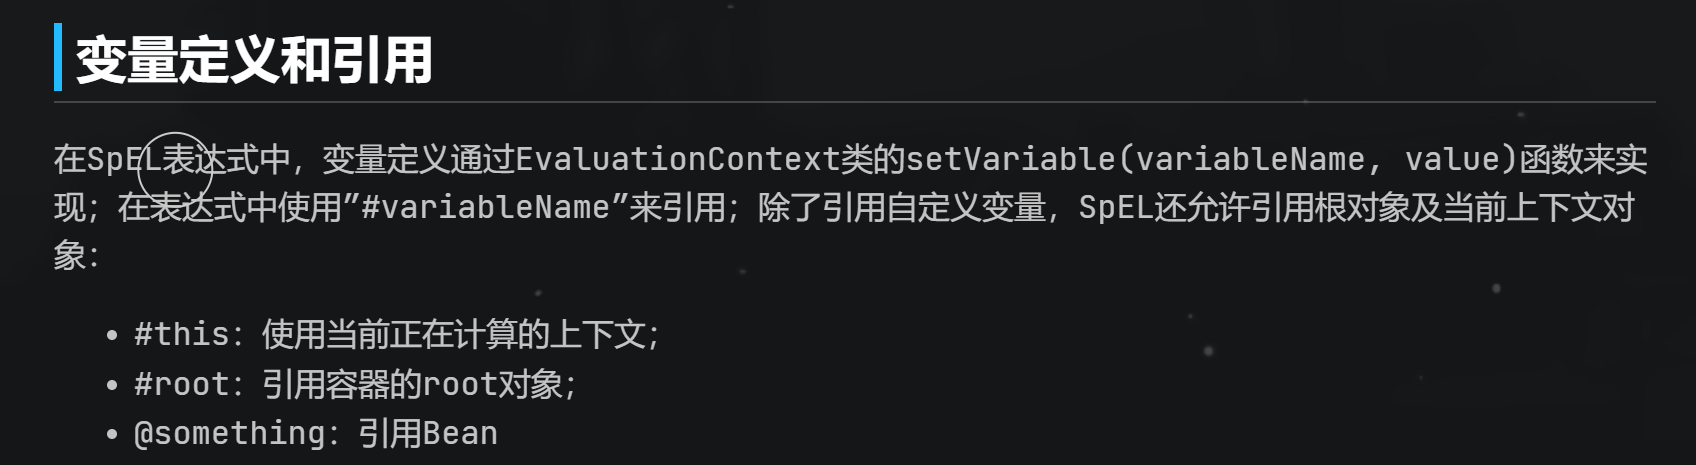 变量定义和引用
在SpEL表达式中，变量定义通过EvaluationContext类的setVariable(variableName, value)函数来实
现；在表达式中使用”#variableName”来引用；除了引用自定义变量，SpEL还允许引用根对象及当前上下文对
象：
• #this：使用当前正在计算的上下文；
• #root：引用容器的root对象；
• @something：引用Bean